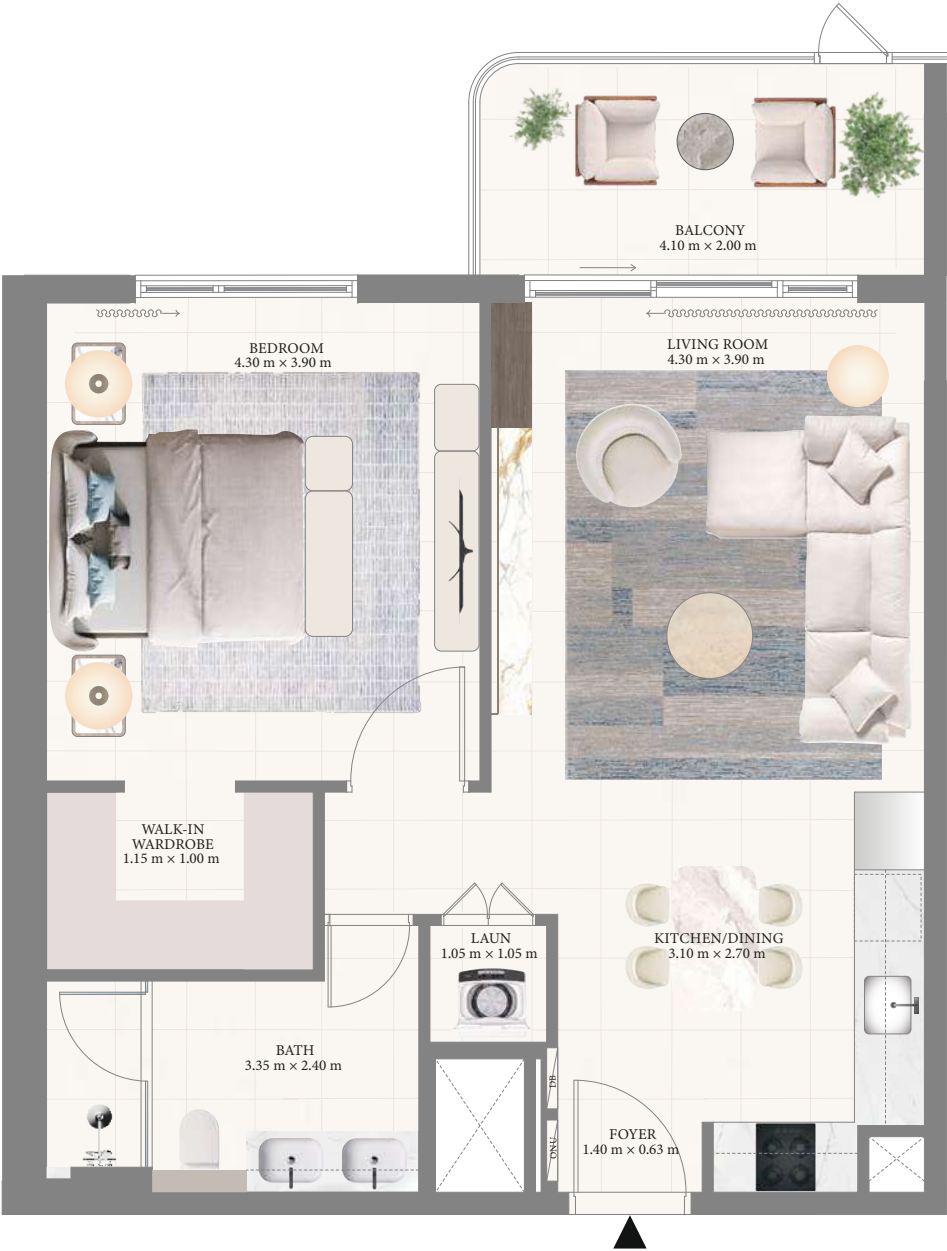 BALCONY
4.10 m × 2.00 m
BEDROOM
4.30 m × 3.90 m
LIVING ROOM
4.30 m × 3.90 m
WALK-IN
WARDROBE
1.15 m × 1.00 m
LAUN
1.05 m × 1.05 m
KITCHEN/DINING
3.10 m × 2.70 m
BATH
3.35 m × 2.40 m
DB
ONU
FOYER
1.40 m × 0.63 m